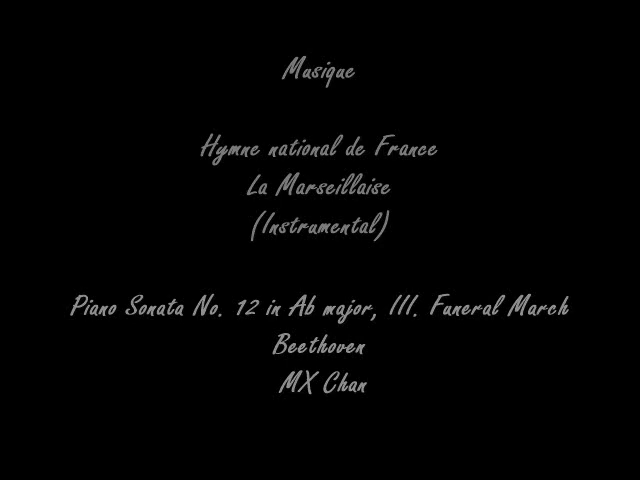 Musique
Hymne national de France
La Marseillaise
(Instrumental)
Piano Sonata No. 12 in Ab major, III. Funeral March
Beethoven
MX Chan